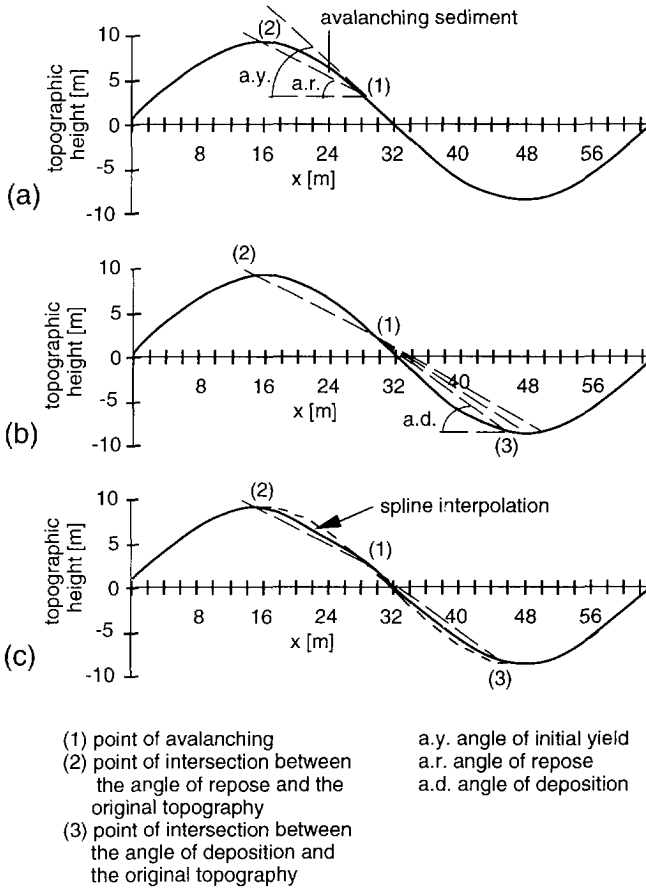 avalanching sediment
(2)
10
5
0
-5
-10
topographic
height [m]
a.y.
a.r.
(1)
8 16 24 32 40 48 56
x [m]
(a)
(2)
10
5
0
-5
-10
topographic
height [m]
(1)
8 16 24 32 40 48 56
x [m]
a.d.
(3)
(b)
(2)
spline interpolation
10
5
0
-5
-10
topographic
height [m]
(1)
8 16 24 32 40 48 56
x [m]
(3)
(c)
(1) point of avalanching
(2) point of intersection between
the angle of repose and the
original topography
(3) point of intersection between
the angle of deposition and
the original topography
a.y. angle of initial yield
a.r. angle of repose
a.d. angle of deposition